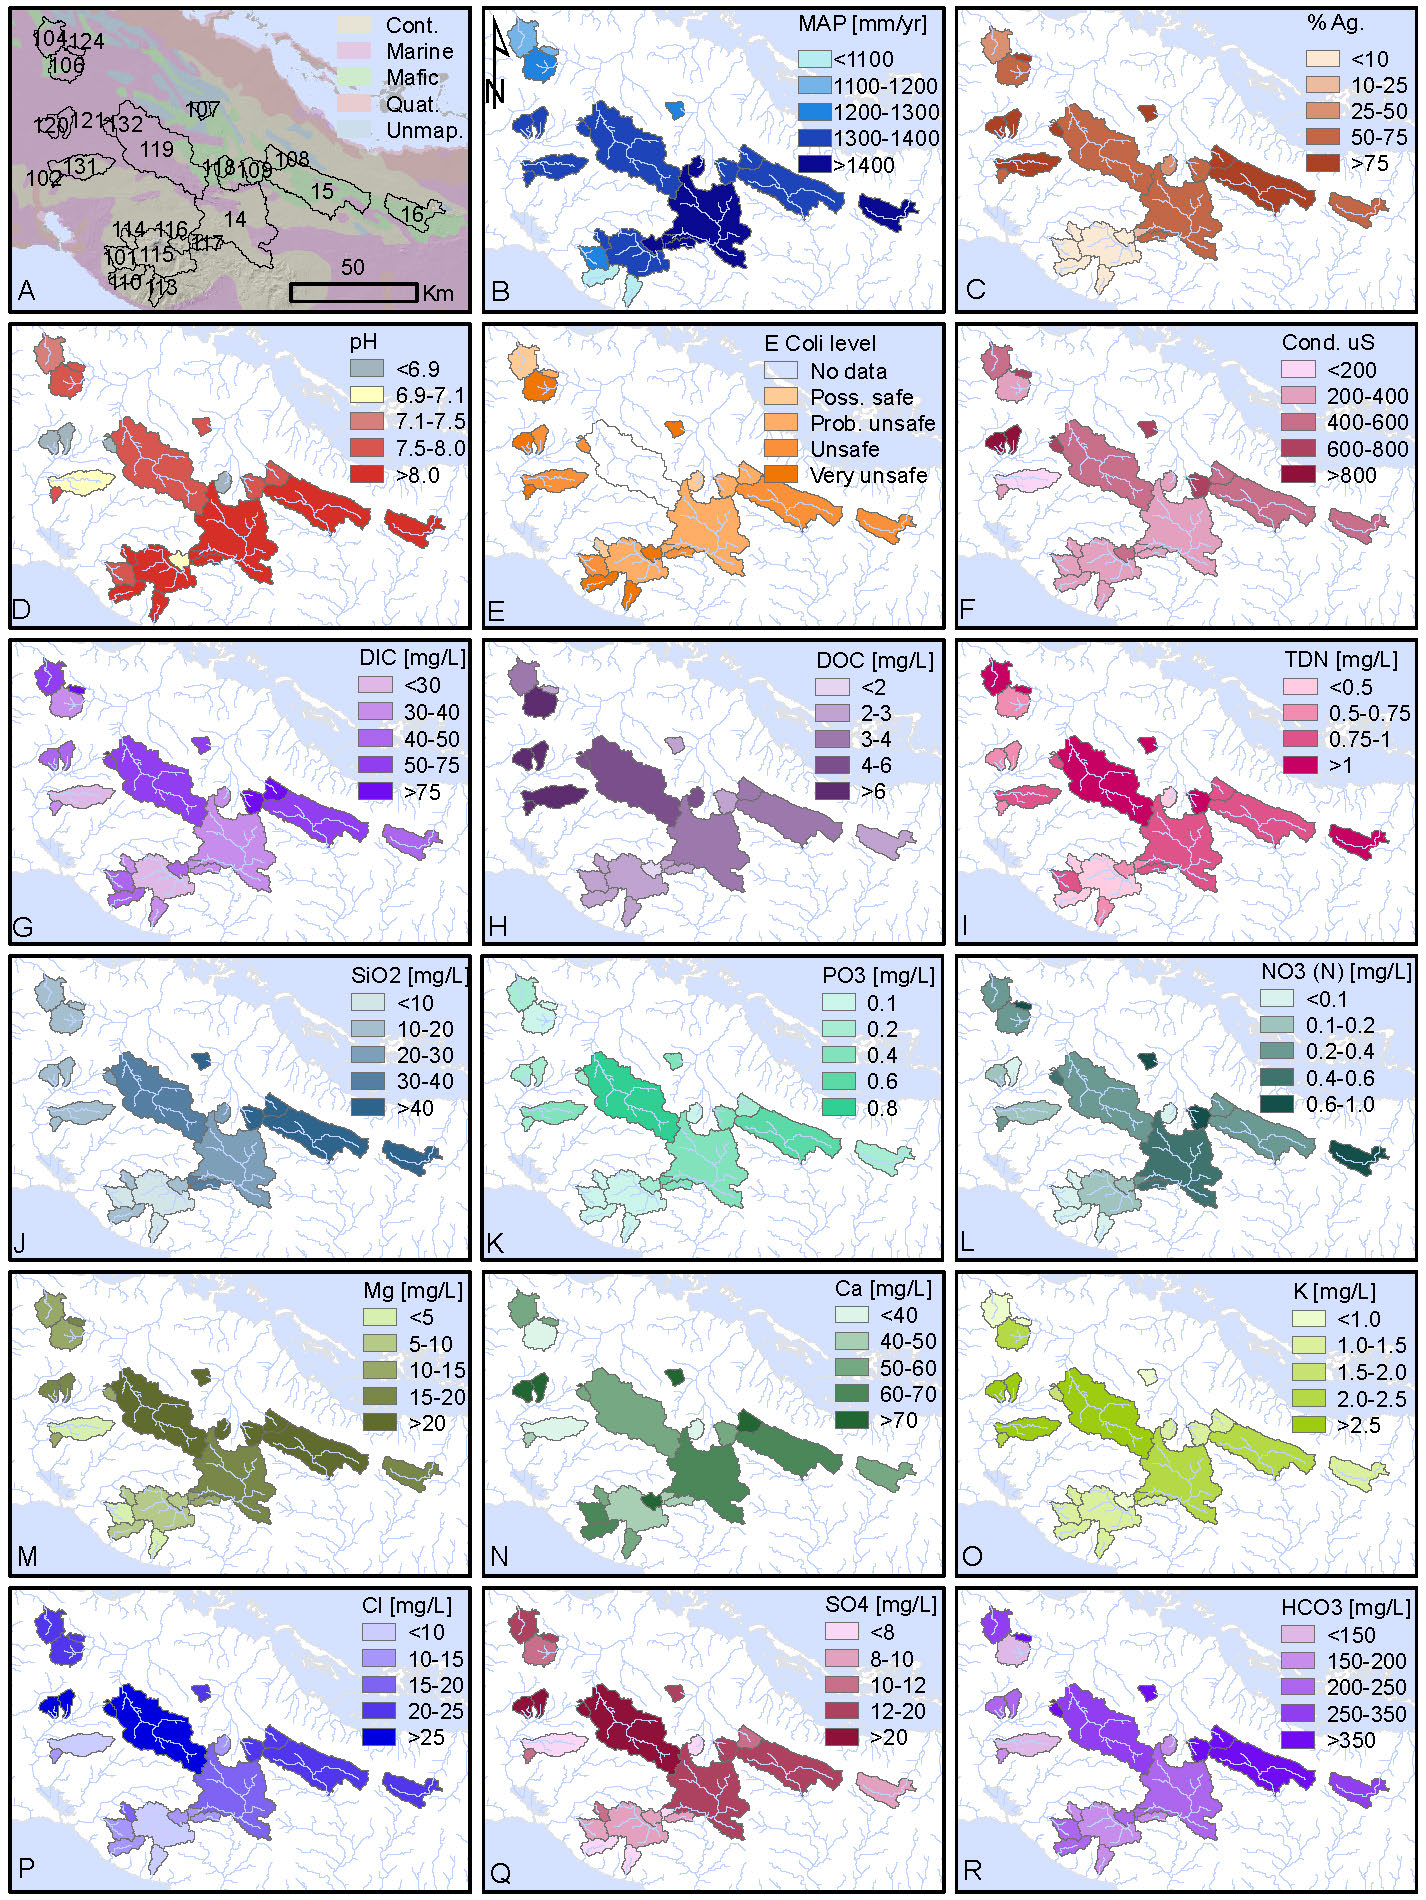 104
124
106
107
120
121
132
119
131
102
118
109
108
15
16
14
114
116
117
101
115
110
113
50
Km
Cont.
Marine
Mafic
Quat.
Unmap.
A
N
MAP [mm/yr]
<1100
1100-1200
1200-1300
1300-1400
>1400
B
% Ag.
<10
10-25
25-50
50-75
>75
C
pH
<6.9
6.9-7.1
7.1-7.5
7.5-8.0
>8.0
D
E Coli level
No data
Poss. safe
Prob. unsafe
Unsafe
Very unsafe
E
Cond. uS
<200
200-400
400-600
600-800
>800
F
DIC [mg/L]
<30
30-40
40-50
50-75
>75
G
DOC [mg/L]
<2
2-3
3-4
4-6
>6
H
TDN [mg/L]
<0.5
0.5-0.75
0.75-1
>1
I
SiO2 [mg/L]
<10
10-20
20-30
30-40
>40
J
PO3 [mg/L]
0.1
0.2
0.4
0.6
0.8
K
NO3 (N) [mg/L]
<0.1
0.1-0.2
0.2-0.4
0.4-0.6
0.6-1.0
L
Mg [mg/L]
<5
5-10
10-15
15-20
>20
M
Ca [mg/L]
<40
40-50
50-60
60-70
>70
N
K [mg/L]
<1.0
1.0-1.5
1.5-2.0
2.0-2.5
>2.5
O
Cl [mg/L]
<10
10-15
15-20
20-25
>25
P
SO4 [mg/L]
<8
8-10
10-12
12-20
>20
Q
HCO3 [mg/L]
<150
150-200
200-250
250-350
>350
R